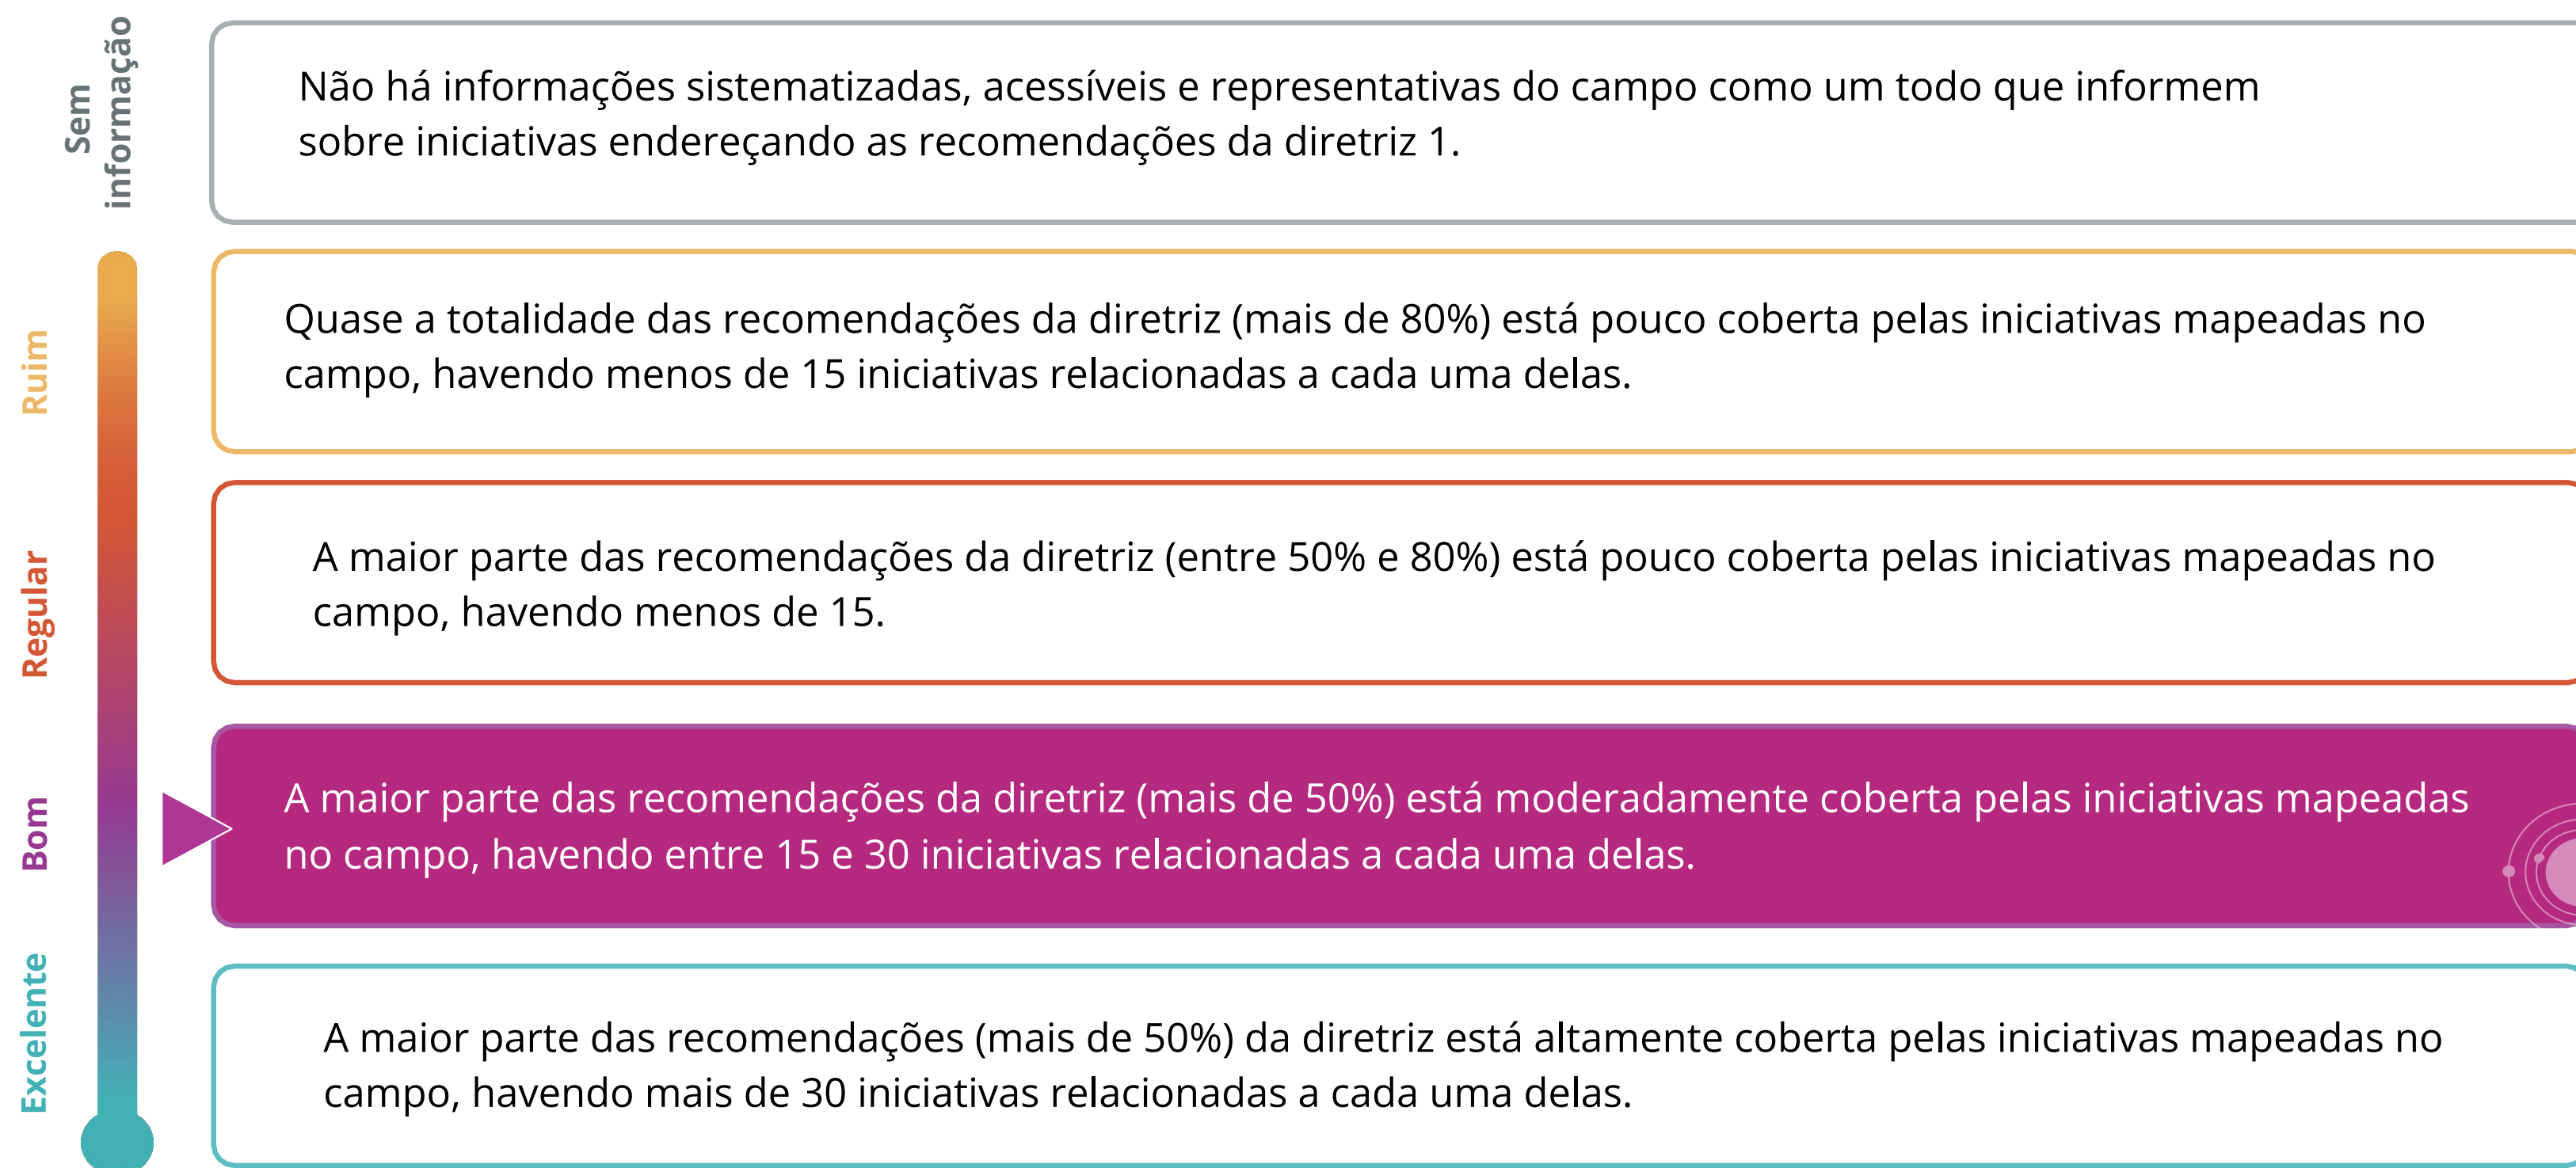 Sem
informação
Não há informações sistematizadas, acessíveis e representativas do campo como um todo que informem
sobre iniciativas endereçando as recomendações da diretriz 1.
Ruim
Quase a totalidade das recomendações da diretriz (mais de 80%) está pouco coberta pelas iniciativas mapeadas no
campo, havendo menos de 15 iniciativas relacionadas a cada uma delas.
Regular
A maior parte das recomendações da diretriz (entre 50% e 80%) está pouco coberta pelas iniciativas mapeadas no
campo, havendo menos de 15.
Bom
A maior parte das recomendações da diretriz (mais de 50%) está moderadamente coberta pelas iniciativas mapeadas
no campo, havendo entre 15 e 30 iniciativas relacionadas a cada uma delas.
Excelente
A maior parte das recomendações (mais de 50%) da diretriz está altamente coberta pelas iniciativas mapeadas no
campo, havendo mais de 30 iniciativas relacionadas a cada uma delas.